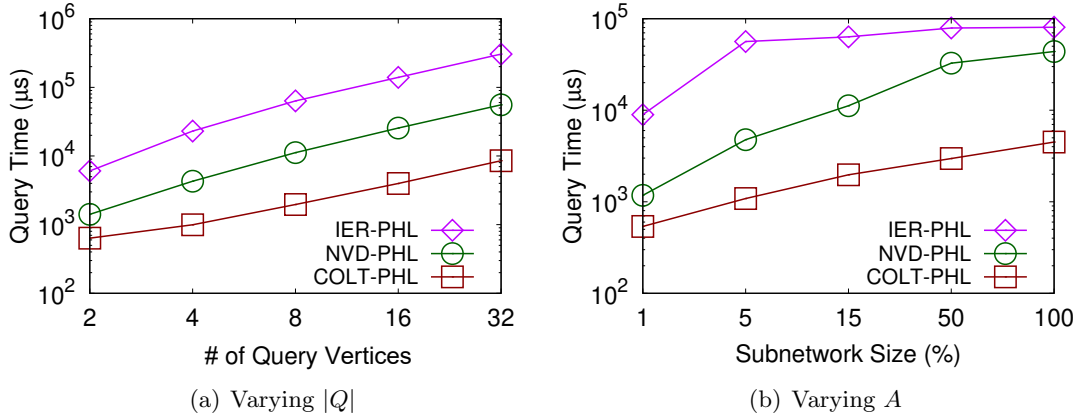 Query Time (µs)
10^6
10^5
10^4
10^3
10^2
IER-PHL
NVD-PHL
COLT-PHL
2 4 8 16 32
# of Query Vertices
(a) Varying |Q|
Query Time (µs)
10^5
10^4
10^3
10^2
IER-PHL
NVD-PHL
COLT-PHL
1 5 15 50 100
Subnetwork Size (%)
(b) Varying A